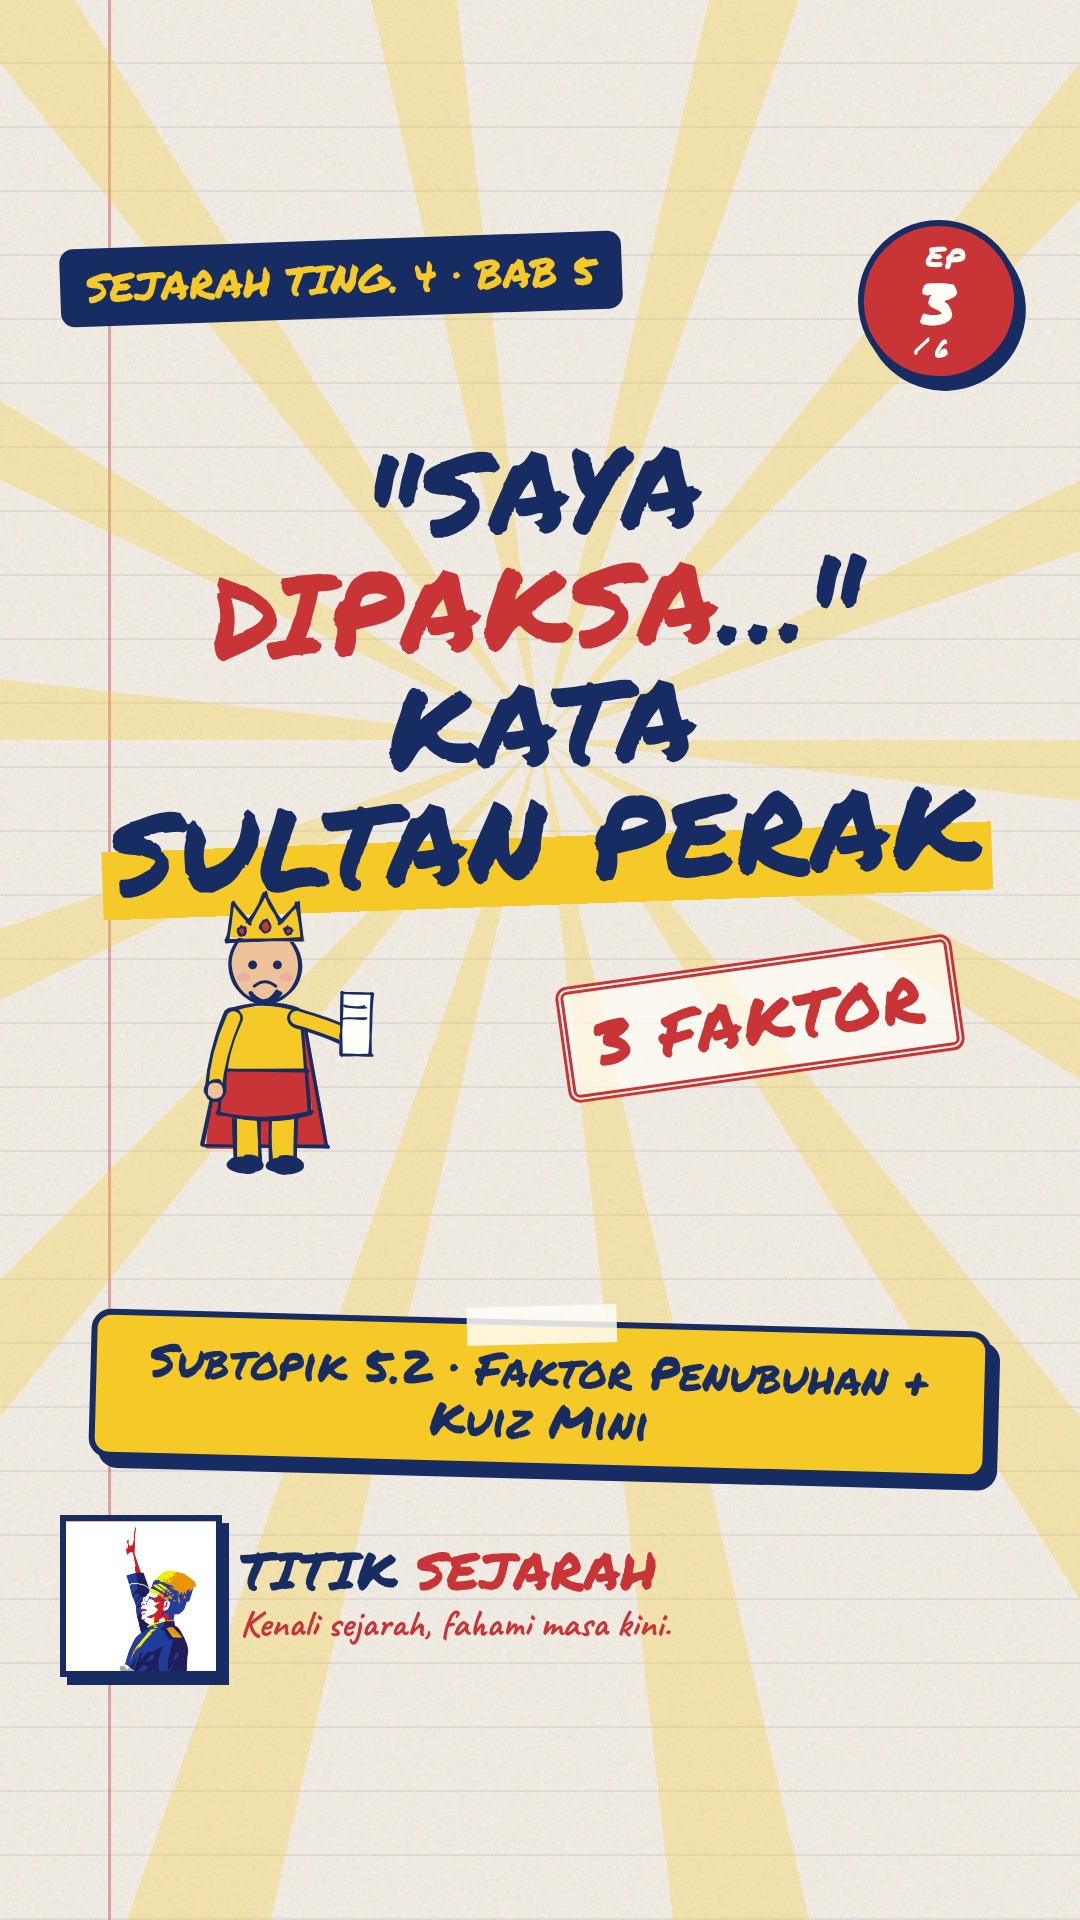 SEJARAH TING. 4 · BAB 5
EP
3
/ 6
"SAYA
DIPAKSA..."
KATA
SULTAN PERAK
3 FAKTOR
SUBTOPIK 5.2 · FAKTOR PENUBUHAN +
KUIZ MINI
TITIK SEJARAH
Kenali sejarah, fahami masa kini.